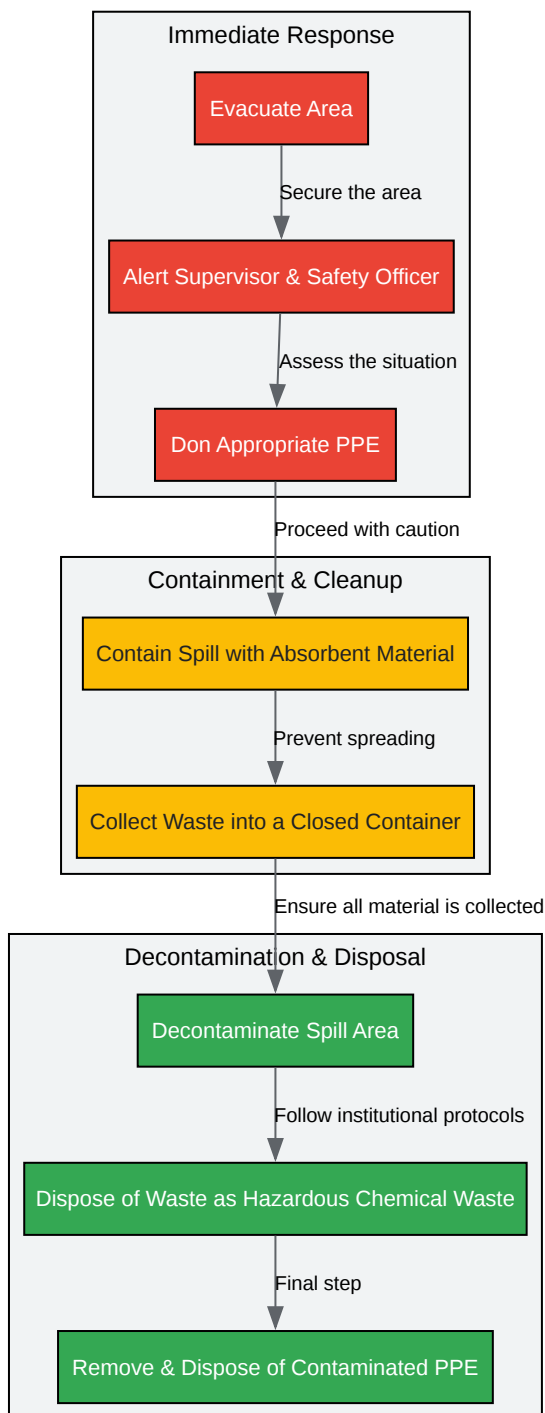 Immediate Response
Evacuate Area
Secure the area
Alert Supervisor & Safety Officer
Assess the situation
Don Appropriate PPE
Proceed with caution
Containment & Cleanup
Contain Spill with Absorbent Material
Prevent spreading
Collect Waste into a Closed Container
Ensure all material is collected
Decontamination & Disposal
Decontaminate Spill Area
Follow institutional protocols
Dispose of Waste as Hazardous Chemical Waste
Final step
Remove & Dispose of Contaminated PPE